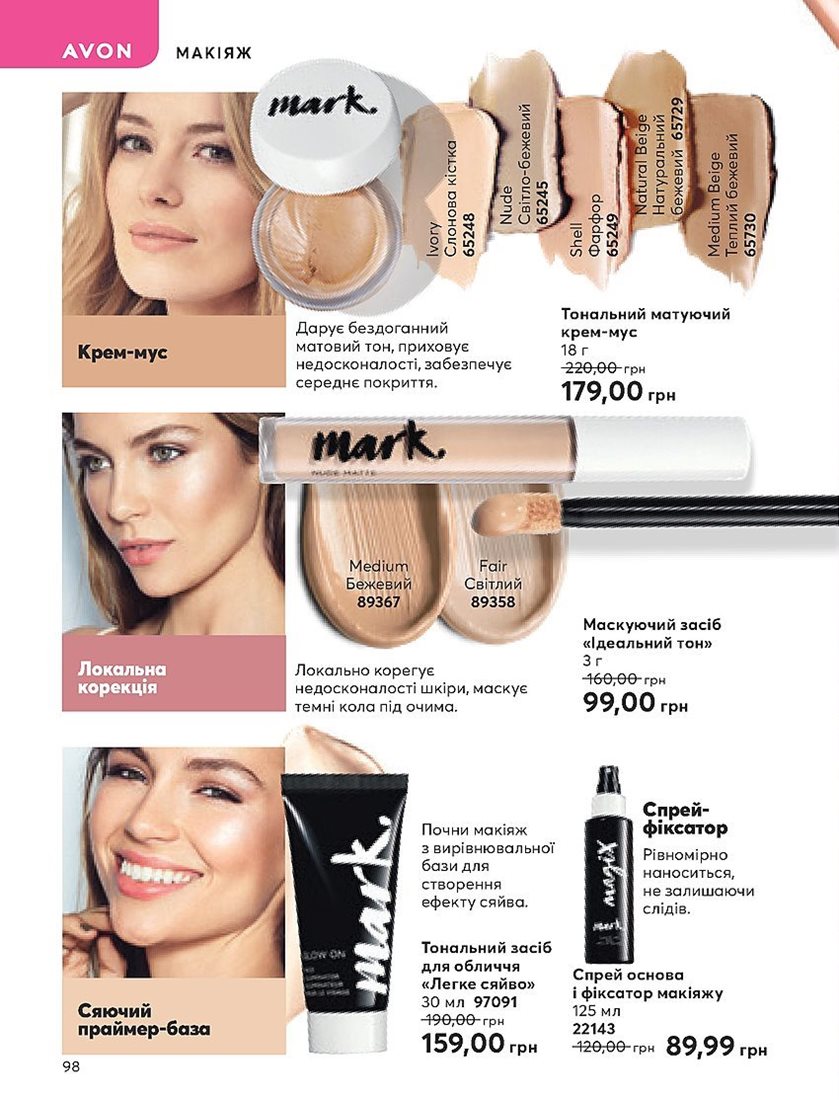 AVON
МАКІЯЖ
mark.
Ivory
Слонова кістка
65248
Nude
Світло-бежевий
65245
Shell
Фарфор
65249
Natural Beige
Натуральний
бежевий 65729
Medium Beige
Теплий бежевий
65730
Крем-мус
Дарує бездоганний
матовий тон, приховує
недосконалості, забезпечує
середнє покриття.
Тональний матуючий
крем-мус
18 г
220,00 грн
179,00 грн
mark.
NUDE MATTE
Medium
Бежевий
89367
Fair
Світлий
89358
Локальна
корекція
Локально корегує
недосконалості шкіри, маскує
темні кола під очима.
Маскуючий засіб
«Ідеальний тон»
3 г
160,00 грн
99,00 грн
Сяючий
праймер-база
mark.
GLOW ON
Почни макіяж
з вирівнювальної
бази для
створення
ефекту сяйва.
Тональний засіб
для обличчя
«Легке сяйво»
30 мл 97091
190,00 грн
159,00 грн
magiX
mark.
Спрей-
фіксатор
Рівномірно
наноситься,
не залишаючи
слідів.
Спрей основа
і фіксатор макіяжу
125 мл
22143
120,00 грн 89,99 грн
98